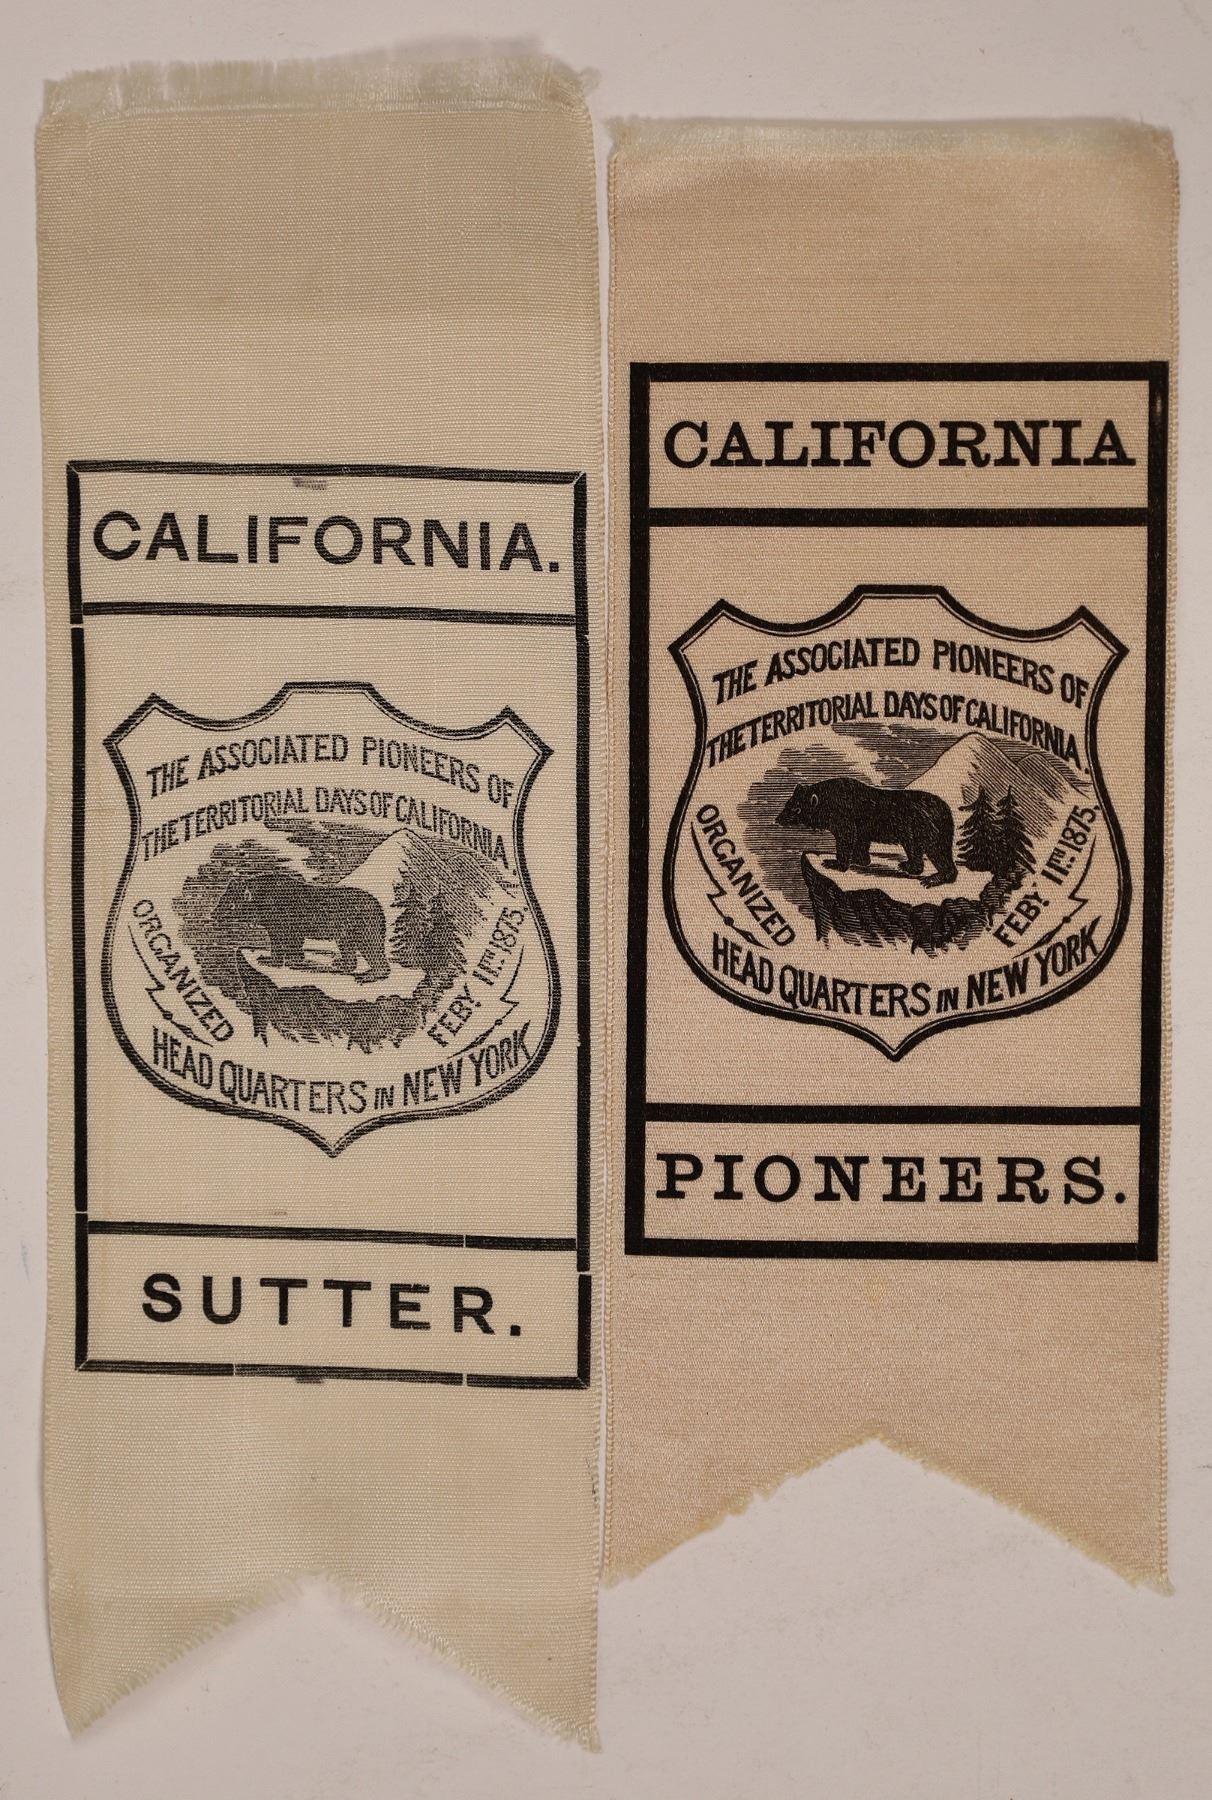 CALIFORNIA.
THE ASSOCIATED PIONEERS OF
THE TERRITORIAL DAYS OF CALIFORNIA.
ORGANIZED
FEBY. 11TH 1875.
HEAD QUARTERS IN NEW YORK
SUTTER.
CALIFORNIA
THE ASSOCIATED PIONEERS OF
THE TERRITORIAL DAYS OF CALIFORNIA.
ORGANIZED
FEBY. 11TH 1875.
HEAD QUARTERS IN NEW YORK
PIONEERS.